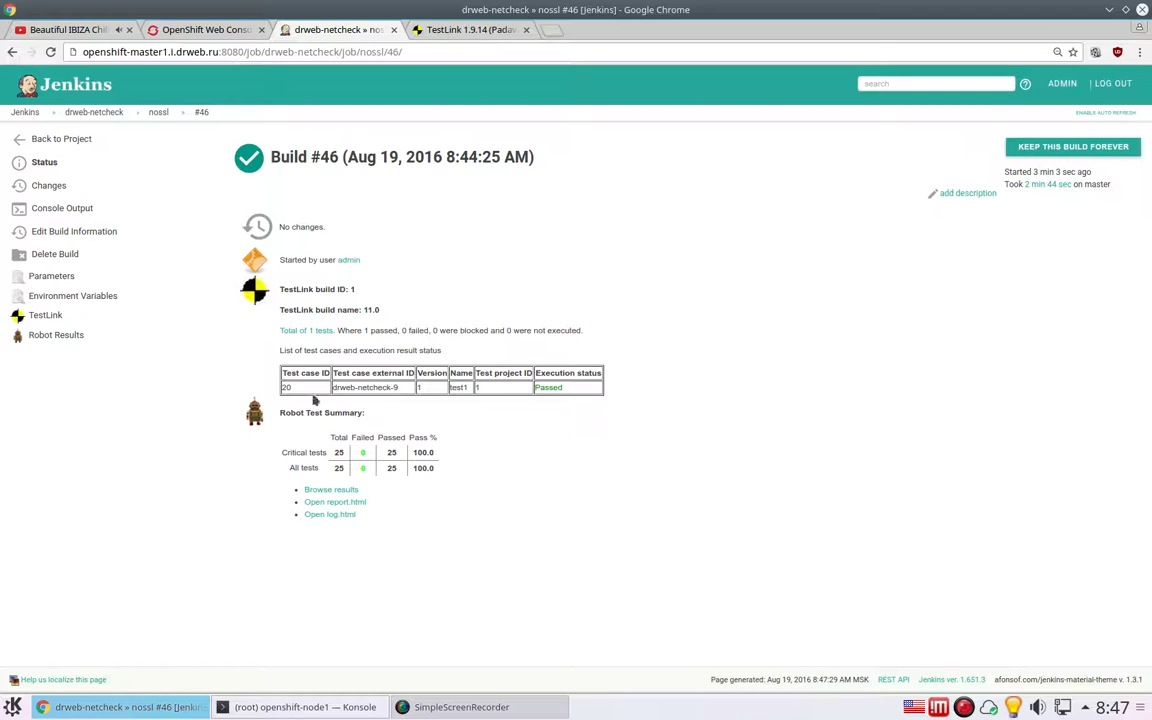 drweb-netcheck » nossl #46 [Jenkins] - Google Chrome
Beautiful IBIZA Chill
OpenShift Web Conso
drweb-netcheck » nos
TestLink 1.9.14 (Padav
openshift-master1.i.drweb.ru:8080/job/drweb-netcheck/job/nossl/46/
Jenkins
search
ADMIN
LOG OUT
Jenkins
drweb-netcheck
nossl
#46
ENABLE AUTO REFRESH
Back to Project
Status
Changes
Console Output
Edit Build Information
Delete Build
Parameters
Environment Variables
TestLink
Robot Results
Build #46 (Aug 19, 2016 8:44:25 AM)
KEEP THIS BUILD FOREVER
Started 3 min 3 sec ago
Took 2 min 44 sec on master
add description
No changes.
Started by user admin
TestLink build ID: 1
TestLink build name: 11.0
Total of 1 tests. Where 1 passed, 0 failed, 0 were blocked and 0 were not executed.
List of test cases and execution result status
Test case ID Test case external ID Version Name Test project ID Execution status
20 drweb-netcheck-9 1 test1 1 Passed
Robot Test Summary:
Total Failed Passed Pass %
Critical tests 25 0 25 100.0
All tests 25 0 25 100.0
Browse results
Open report.html
Open log.html
Help us localize this page
Page generated: Aug 19, 2016 8:47:29 AM MSK
REST API
Jenkins ver. 1.651.3
afonsof.com/jenkins-material-theme v. 1.3.1
drweb-netcheck » nossl #46 [Jenkins
(root) openshift-node1 — Konsole
SimpleScreenRecorder
8:47